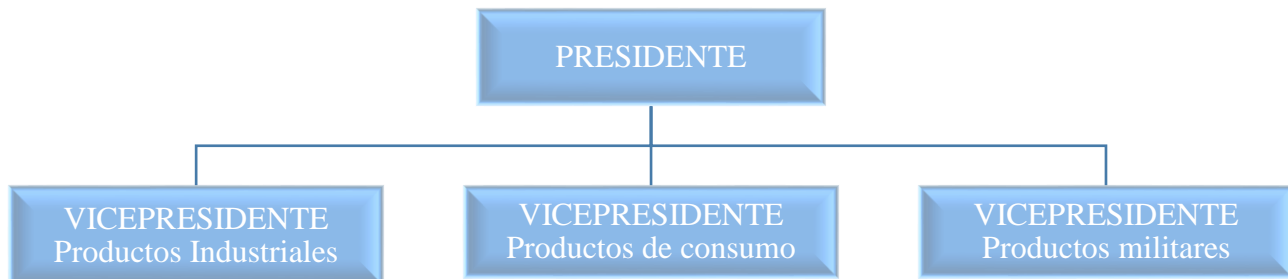 PRESIDENTE
VICEPRESIDENTE
Productos Industriales
VICEPRESIDENTE
Productos de consumo
VICEPRESIDENTE
Productos militares